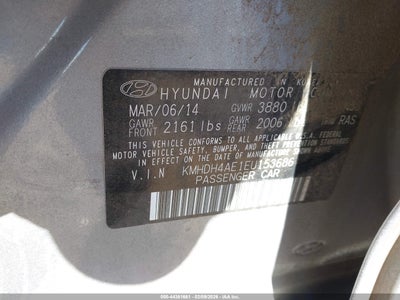 MANUFACTURED IN KOREA
HYUNDAI MOTOR
MAR/06/14 GVWR 3880
GAWR FRONT 2161 lbs GAWR REAR 2006 RAS
THIS VEHICLE CONFORMS TO ALL APPLICABLE U.S.A. FEDERAL
MOTOR VEHICLE SAFETY, BUMPER, AND THEFT PREVENTION
STANDARDS IN EFFECT ON THE DATE OF MANUFACTURE
SHOWN ABOVE.
V.I.N KMHDH4AE1EU153686
PASSENGER CAR